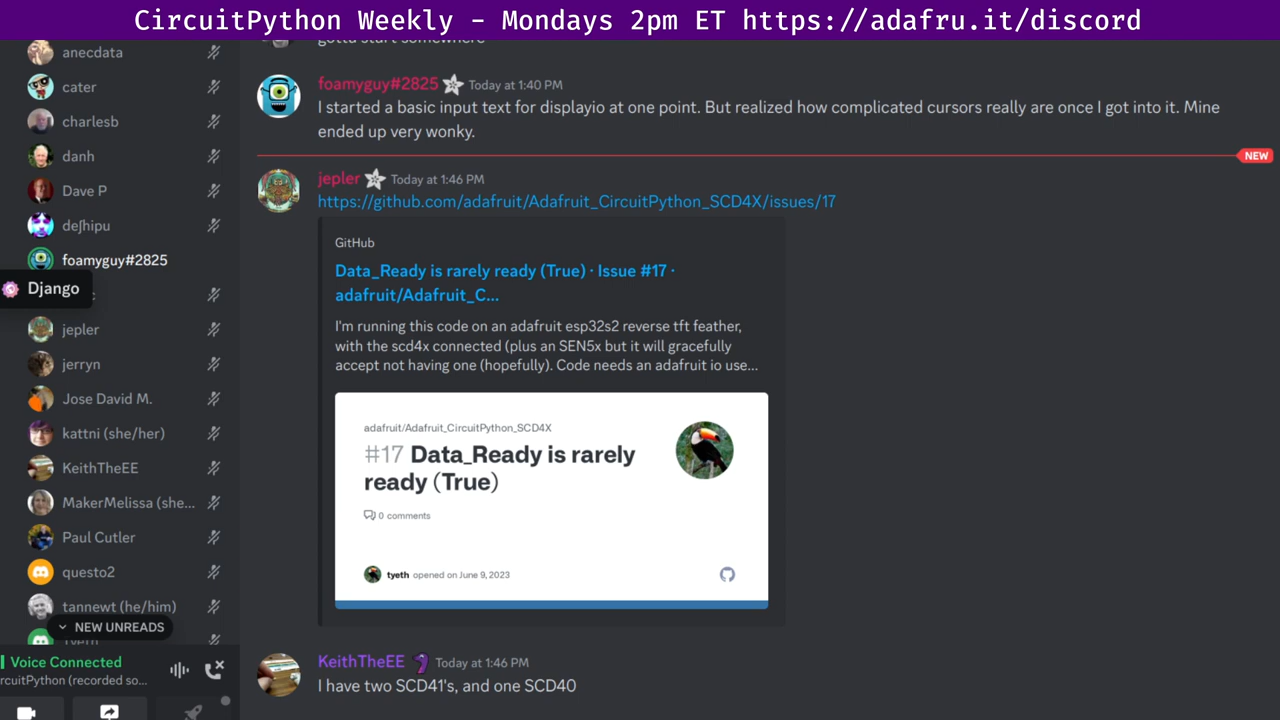 CircuitPython Weekly - Mondays 2pm ET https://adafru.it/discord
anecdata
cater
charlesb
danh
Dave P
deʃhipu
foamyguy#2825
Django
jepler
jerryn
Jose David M.
kattni (she/her)
KeithTheEE
MakerMelissa (she...
Paul Cutler
questo2
tannewt (he/him)
NEW UNREADS
Voice Connected
rcuitPython (recorded so...
gotta start somewhere
foamyguy#2825 Today at 1:40 PM
I started a basic input text for displayio at one point. But realized how complicated cursors really are once I got into it. Mine
ended up very wonky.
NEW
jepler Today at 1:46 PM
https://github.com/adafruit/Adafruit_CircuitPython_SCD4X/issues/17
GitHub
Data_Ready is rarely ready (True) · Issue #17 ·
adafruit/Adafruit_C...
I'm running this code on an adafruit esp32s2 reverse tft feather,
with the scd4x connected (plus an SEN5x but it will gracefully
accept not having one (hopefully). Code needs an adafruit io use...
adafruit/Adafruit_CircuitPython_SCD4X
#17 Data_Ready is rarely
ready (True)
0 comments
tyeth opened on June 9, 2023
KeithTheEE Today at 1:46 PM
I have two SCD41's, and one SCD40